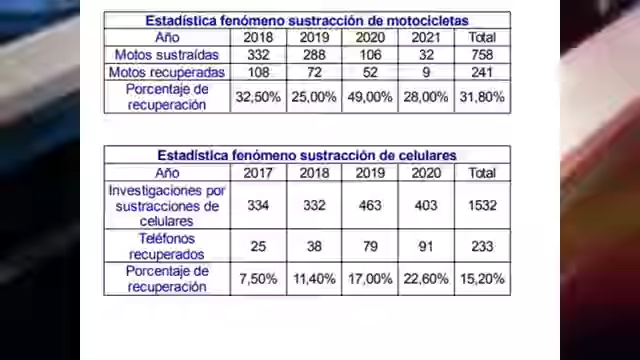 Estadística fenómeno sustracción de motocicletas
Año 2018 2019 2020 2021 Total
Motos sustraídas 332 288 106 32 758
Motos recuperadas 108 72 52 9 241
Porcentaje de
recuperación 32,50% 25,00% 49,00% 28,00% 31,80%
Estadística fenómeno sustracción de celulares
Año 2017 2018 2019 2020 Total
Investigaciones por
sustracciones de
celulares 334 332 463 403 1532
Teléfonos
recuperados 25 38 79 91 233
Porcentaje de
recuperación 7,50% 11,40% 17,00% 22,60% 15,20%